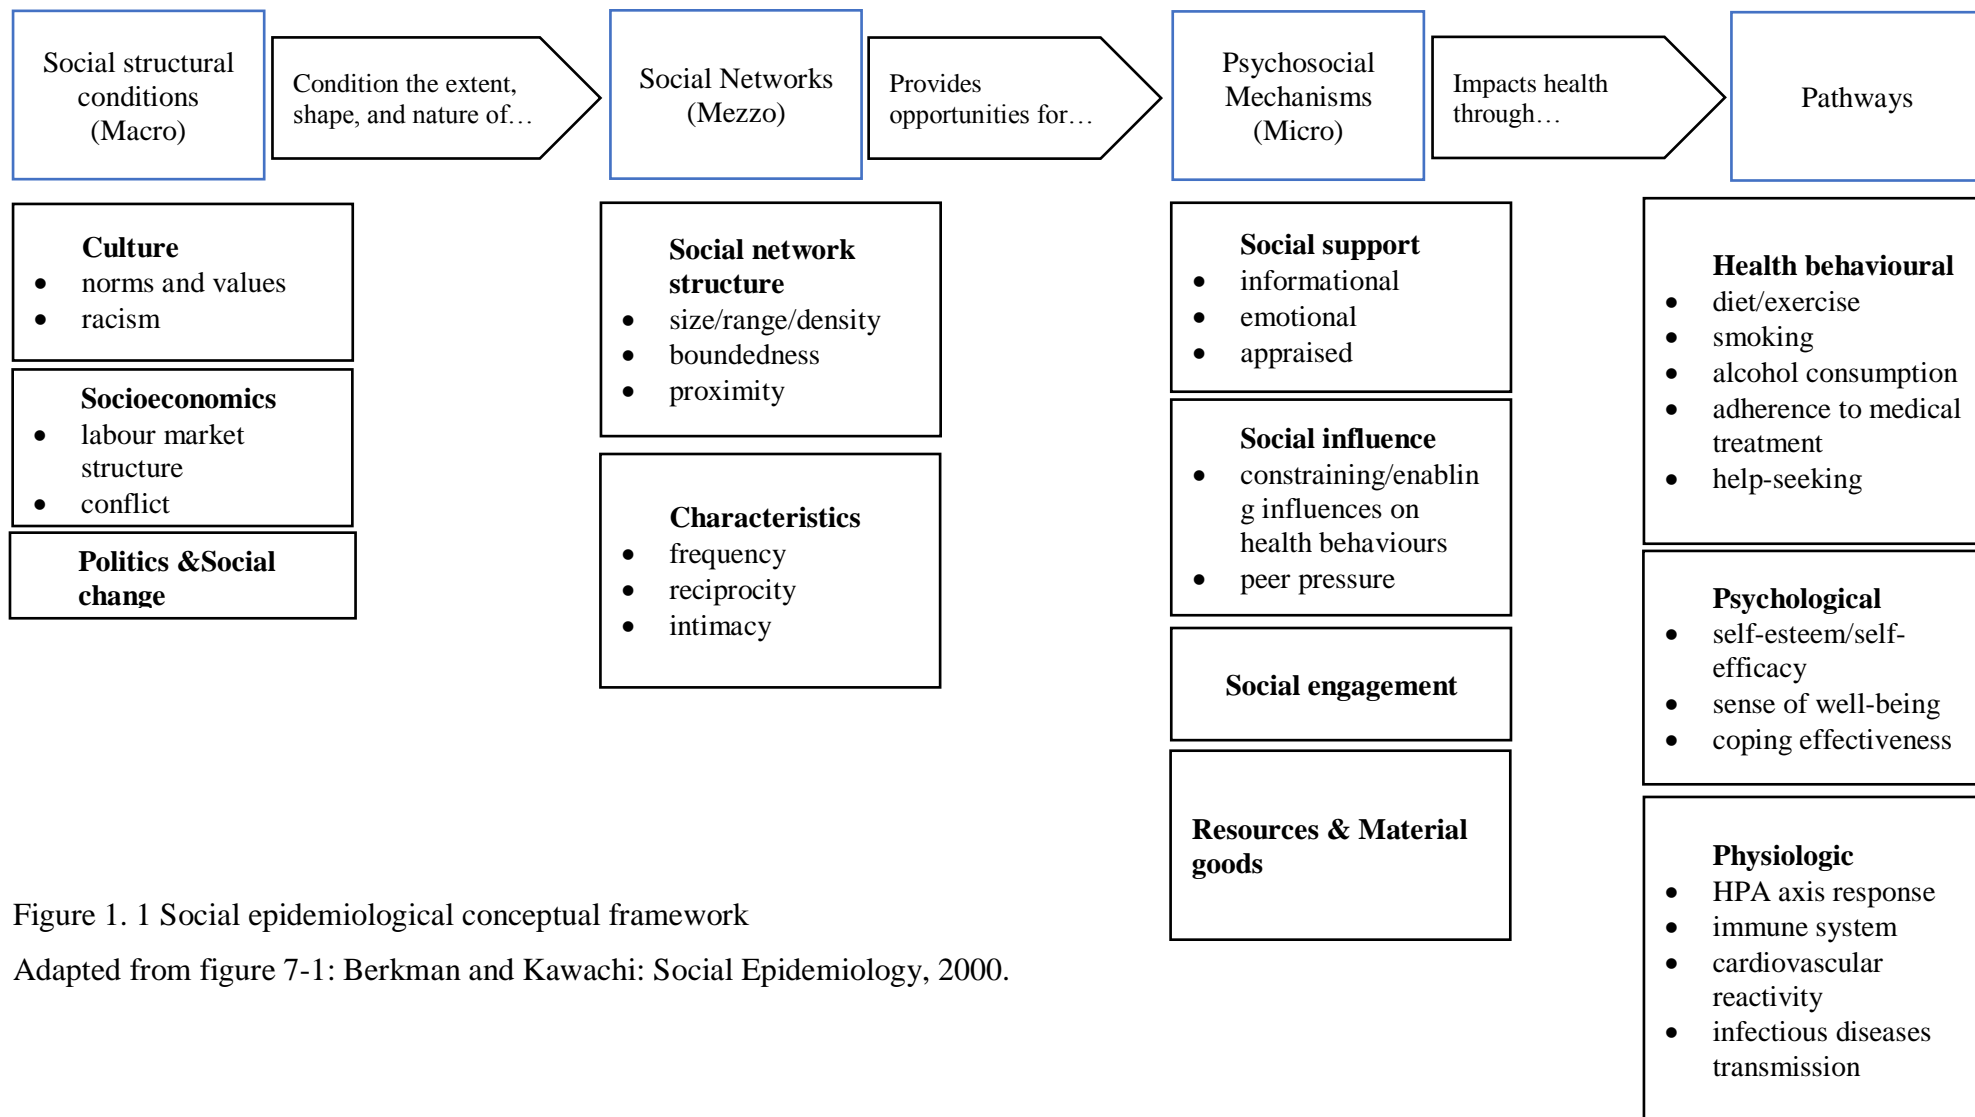 Social structural
conditions
(Macro)
Condition the extent,
shape, and nature of…
Social Networks
(Mezzo)
Provides
opportunities for…
Psychosocial
Mechanisms
(Micro)
Impacts health
through…
Pathways
Culture
• norms and values
• racism
Socioeconomics
• labour market
structure
• conflict
Politics &Social
change
Social network
structure
• size/range/density
• boundedness
• proximity
Characteristics
• frequency
• reciprocity
• intimacy
Social support
• informational
• emotional
• appraised
Social influence
• constraining/enablin
g influences on
health behaviours
• peer pressure
Social engagement
Resources & Material
goods
Health behavioural
• diet/exercise
• smoking
• alcohol consumption
• adherence to medical
treatment
• help-seeking
Psychological
• self-esteem/self-
efficacy
• sense of well-being
• coping effectiveness
Physiologic
• HPA axis response
• immune system
• cardiovascular
reactivity
• infectious diseases
transmission
Figure 1. 1 Social epidemiological conceptual framework
Adapted from figure 7-1: Berkman and Kawachi: Social Epidemiology, 2000.